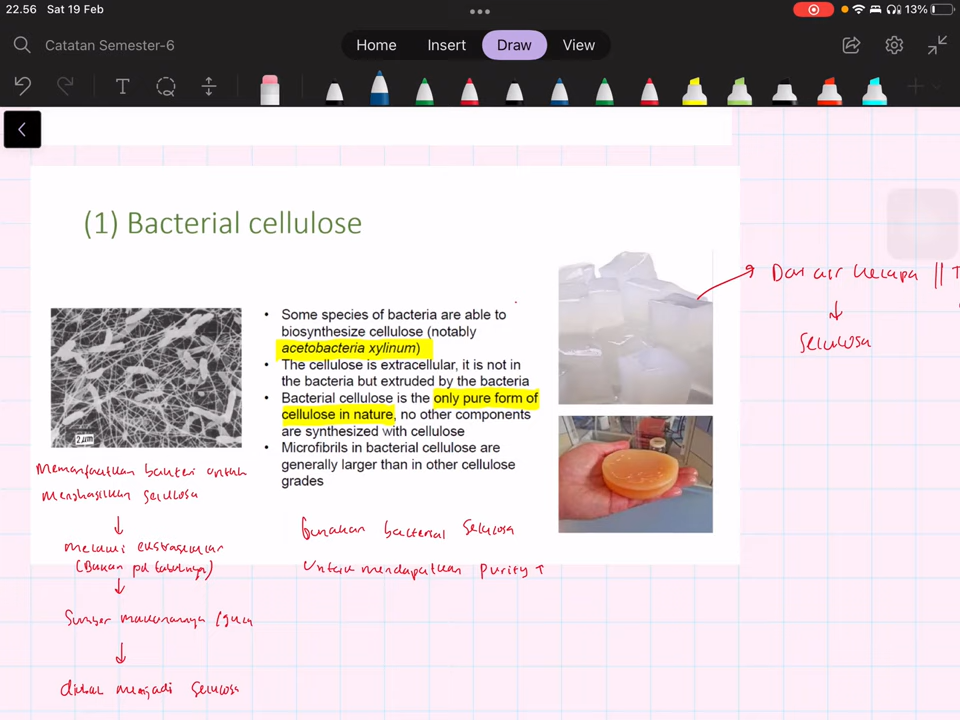 22.56 Sat 19 Feb
13%
Catatan Semester-6
Home Insert Draw View
(1) Bacterial cellulose
• Some species of bacteria are able to
biosynthesize cellulose (notably
acetobacteria xylinum)
• The cellulose is extracellular, it is not in
the bacteria but extruded by the bacteria
• Bacterial cellulose is the only pure form of
cellulose in nature, no other components
are synthesized with cellulose
• Microfibrils in bacterial cellulose are
generally larger than in other cellulose
grades
2µm
Dari air kelapa ||
↓
Selulosa
Memanfaatkan bakteri untuk
menghasilkan selulosa
↓
melalui ekstraseluler
(Bukan pd tubuhnya)
↓
Sumber makanannya
↓
diubah menjadi selulosa
Gunakan bacterial selulosa
untuk mendapatkan purity ↑